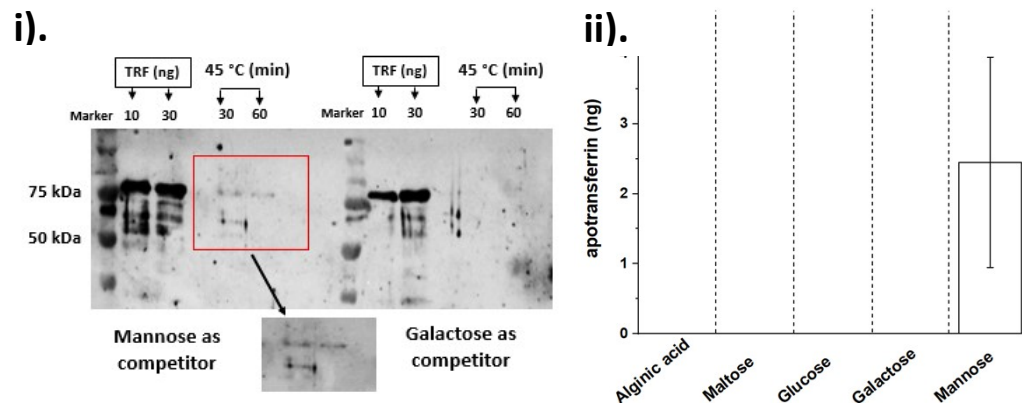 i).
TRF (ng)
45 °C (min)
Marker 10 30 30 60
75 kDa
50 kDa
Mannose as
competitor
TRF (ng)
45 °C (min)
Marker 10 30 30 60
Galactose as
competitor
ii).
apotransferrin (ng)
3
2
1
0
Alginic acid
Maltose
Glucose
Galactose
Mannose